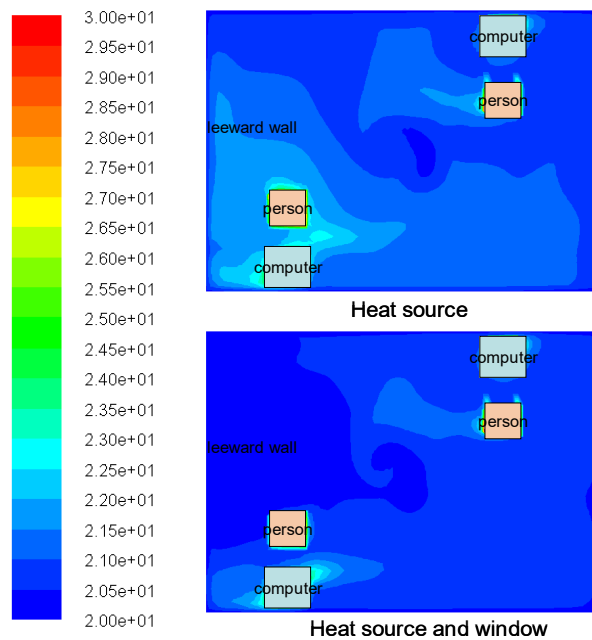 3.00e+01
2.95e+01
2.90e+01
2.85e+01
2.80e+01
2.75e+01
2.70e+01
2.65e+01
2.60e+01
2.55e+01
2.50e+01
2.45e+01
2.40e+01
2.35e+01
2.30e+01
2.25e+01
2.20e+01
2.15e+01
2.10e+01
2.05e+01
2.00e+01
computer
person
leeward wall
person
computer
Heat source
computer
person
leeward wall
person
computer
Heat source and window